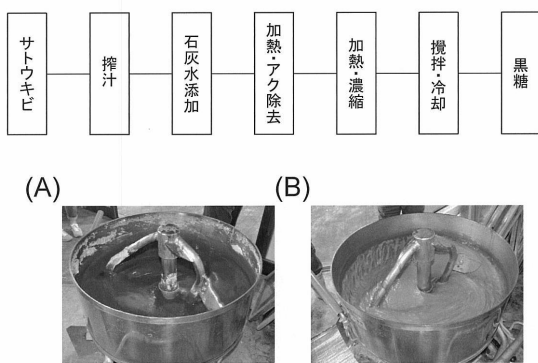 サトウキビ
搾汁
石灰水添加
加熱・アク除去
加熱・濃縮
攪拌・冷却
黒糖
(A)
(B)